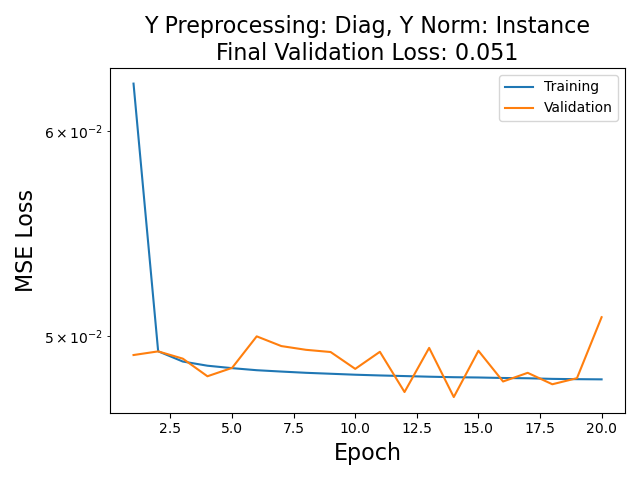 Y Preprocessing: Diag, Y Norm: Instance
Final Validation Loss: 0.051
Training
Validation
6 × 10⁻²
5 × 10⁻²
MSE Loss
2.5 5.0 7.5 10.0 12.5 15.0 17.5 20.0
Epoch